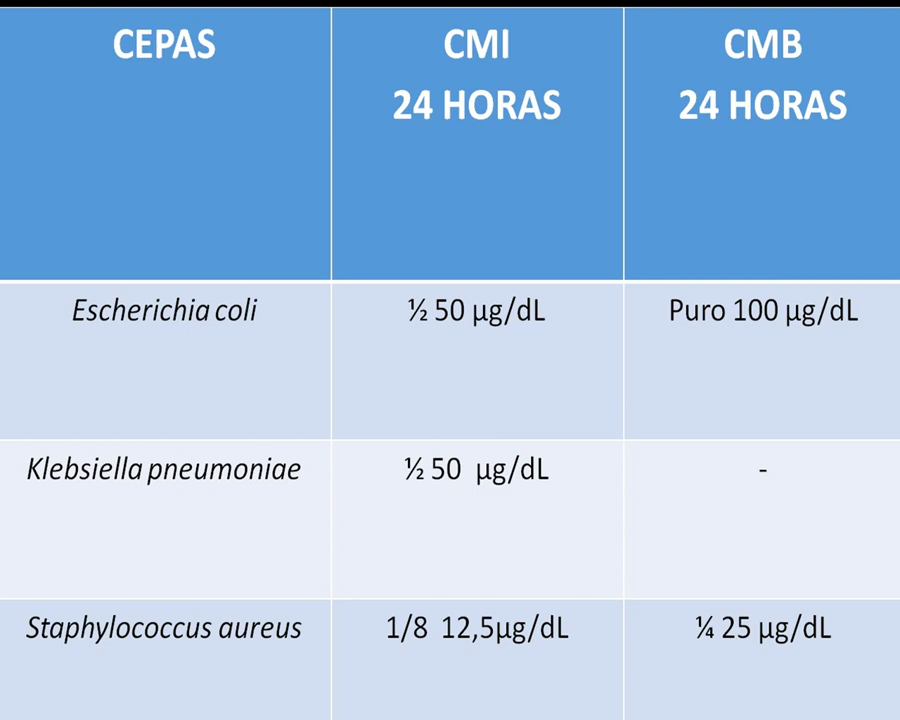 CEPAS
CMI
24 HORAS
CMB
24 HORAS
Escherichia coli
½ 50 µg/dL
Puro 100 µg/dL
Klebsiella pneumoniae
½ 50 µg/dL
-
Staphylococcus aureus
1/8 12,5µg/dL
¼ 25 µg/dL